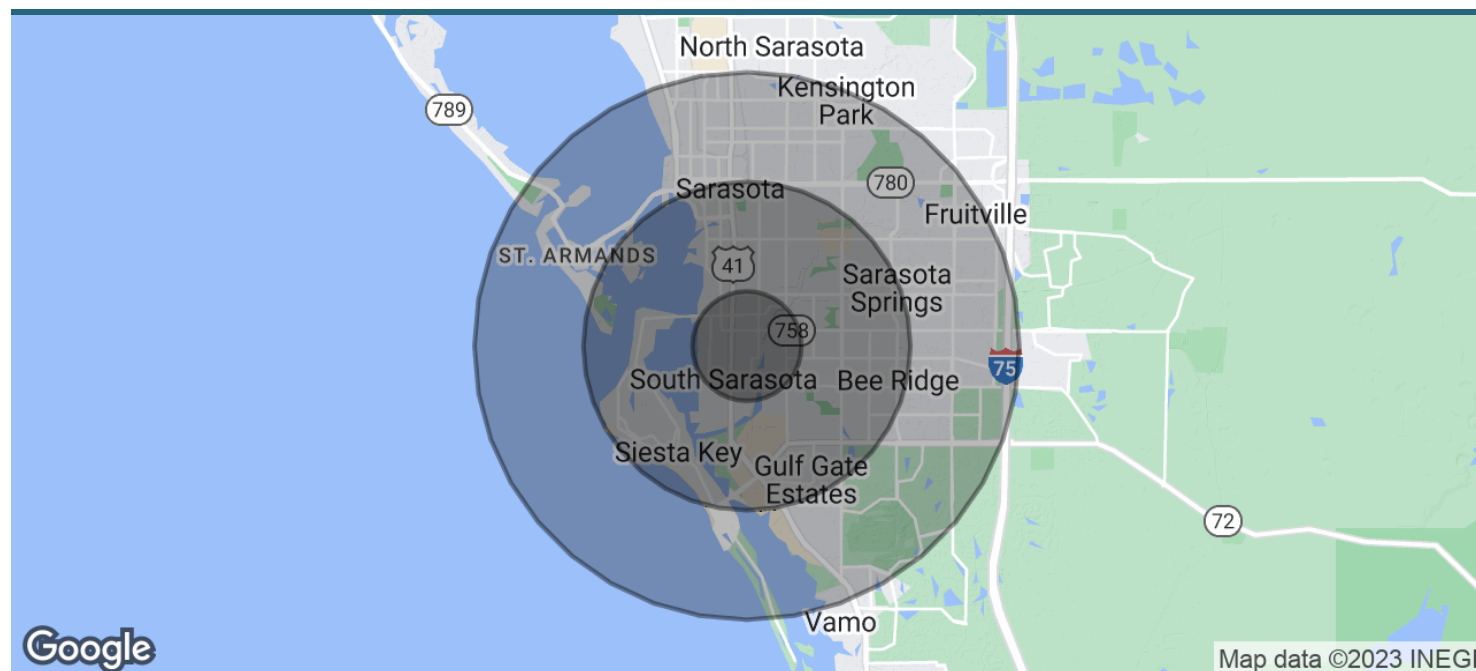 North Sarasota
Kensington
Park
789
780
Sarasota
Fruitville
ST. ARMANDS
41
Sarasota
Springs
758
75
South Sarasota
Bee Ridge
Siesta Key
Gulf Gate
Estates
72
Vamo
Google
Map data ©2023 INEGI